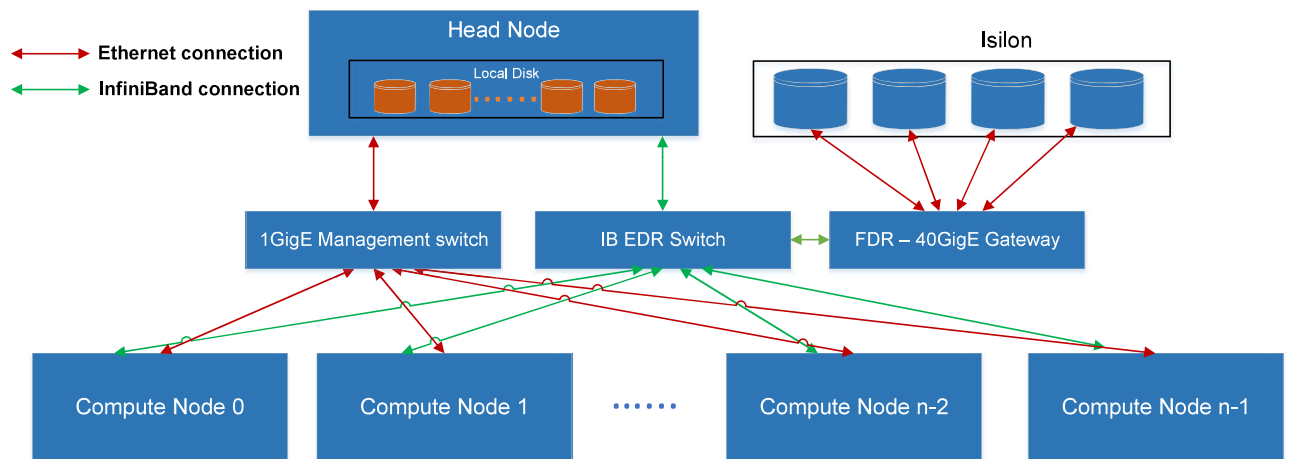 Ethernet connection
InfiniBand connection
Head Node
Local Disk
Isilon
1GigE Management switch
IB EDR Switch
FDR – 40GigE Gateway
Compute Node 0
Compute Node 1
Compute Node n-2
Compute Node n-1